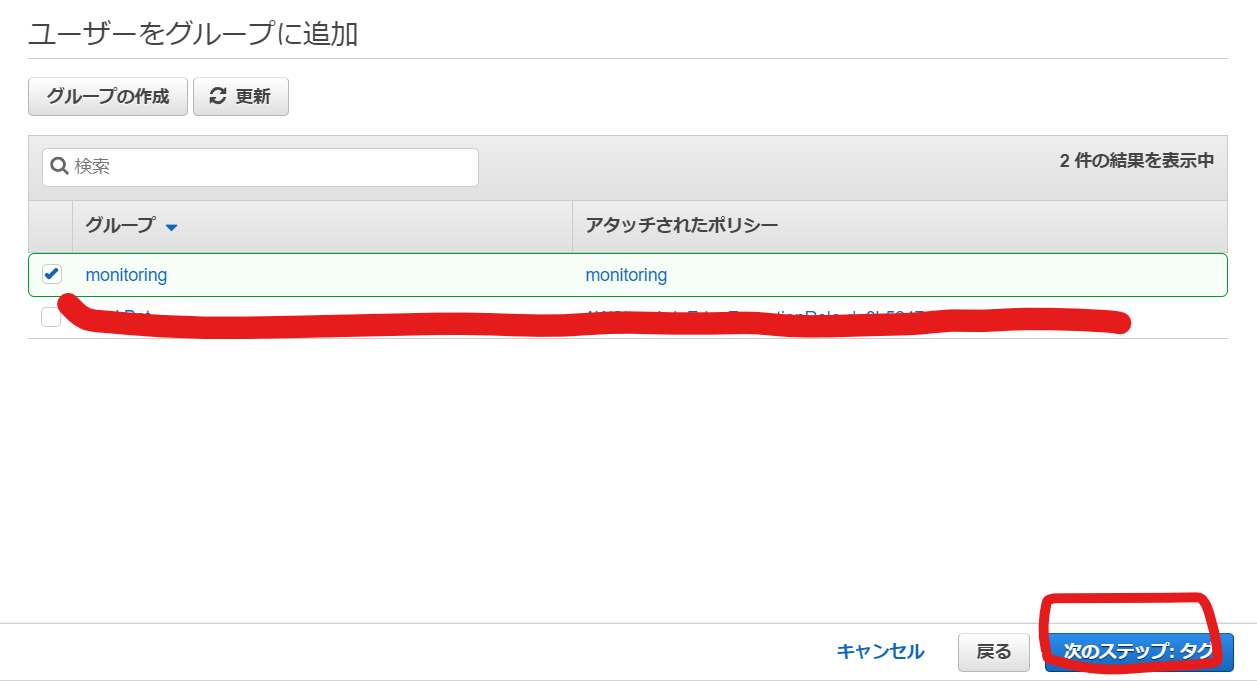 ユーザーをグループに追加
グループの作成 更新
検索 2 件の結果を表示中
グループ アタッチされたポリシー
monitoring monitoring
キャンセル 戻る 次のステップ: タグ